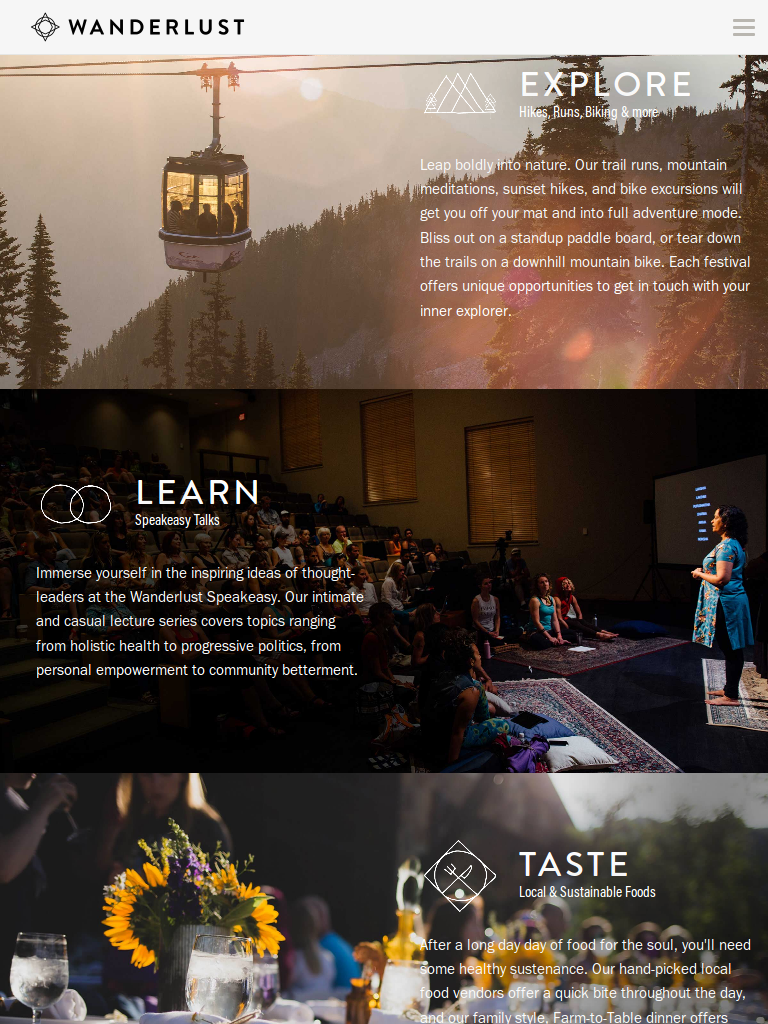 WANDERLUST
EXPLORE
Hikes, Runs, Biking & more
Leap boldly into nature. Our trail runs, mountain
meditations, sunset hikes, and bike excursions will
get you off your mat and into full adventure mode.
Bliss out on a standup paddle board, or tear down
the trails on a downhill mountain bike. Each festival
offers unique opportunities to get in touch with your
inner explorer.
LEARN
Speakeasy Talks
Immerse yourself in the inspiring ideas of thought-
leaders at the Wanderlust Speakeasy. Our intimate
and casual lecture series covers topics ranging
from holistic health to progressive politics, from
personal empowerment to community betterment.
TASTE
Local & Sustainable Foods
After a long day day of food for the soul, you'll need
some healthy sustenance. Our hand-picked local
food vendors offer a quick bite throughout the day,
and our family style, Farm-to-Table dinner offers